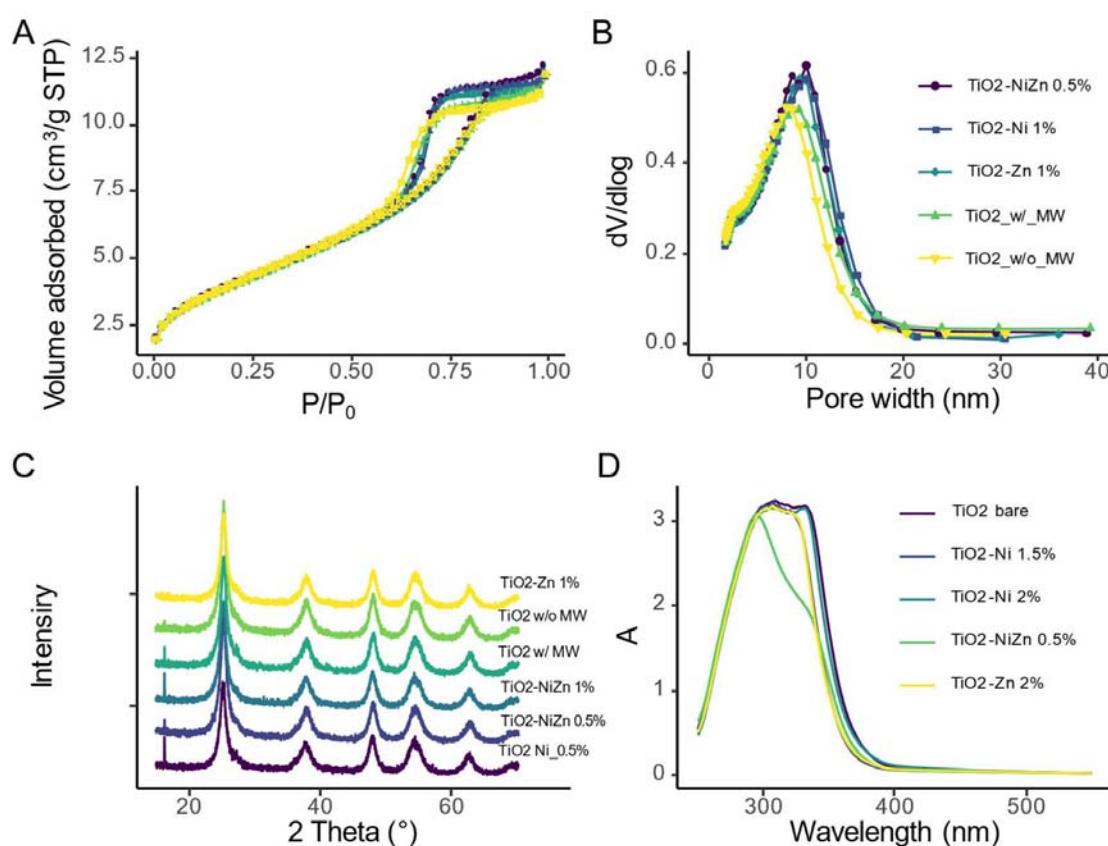 A
Volume adsorbed (cm³/g STP)
12.5
10.0
7.5
5.0
2.5
0.00
0.25
0.50
0.75
1.00
P/P₀
B
dV/dlog
0.6
0.4
0.2
0.0
0
10
20
30
40
Pore width (nm)
TiO2-NiZn 0.5%
TiO2-Ni 1%
TiO2-Zn 1%
TiO2_w/_MW
TiO2_w/o_MW
C
Intensiry
TiO2-Zn 1%
TiO2 w/o MW
TiO2 w/ MW
TiO2-NiZn 1%
TiO2-NiZn 0.5%
TiO2 Ni_0.5%
20
40
60
2 Theta (°)
D
A
3
2
1
0
300
400
500
Wavelength (nm)
TiO2 bare
TiO2-Ni 1.5%
TiO2-Ni 2%
TiO2-NiZn 0.5%
TiO2-Zn 2%